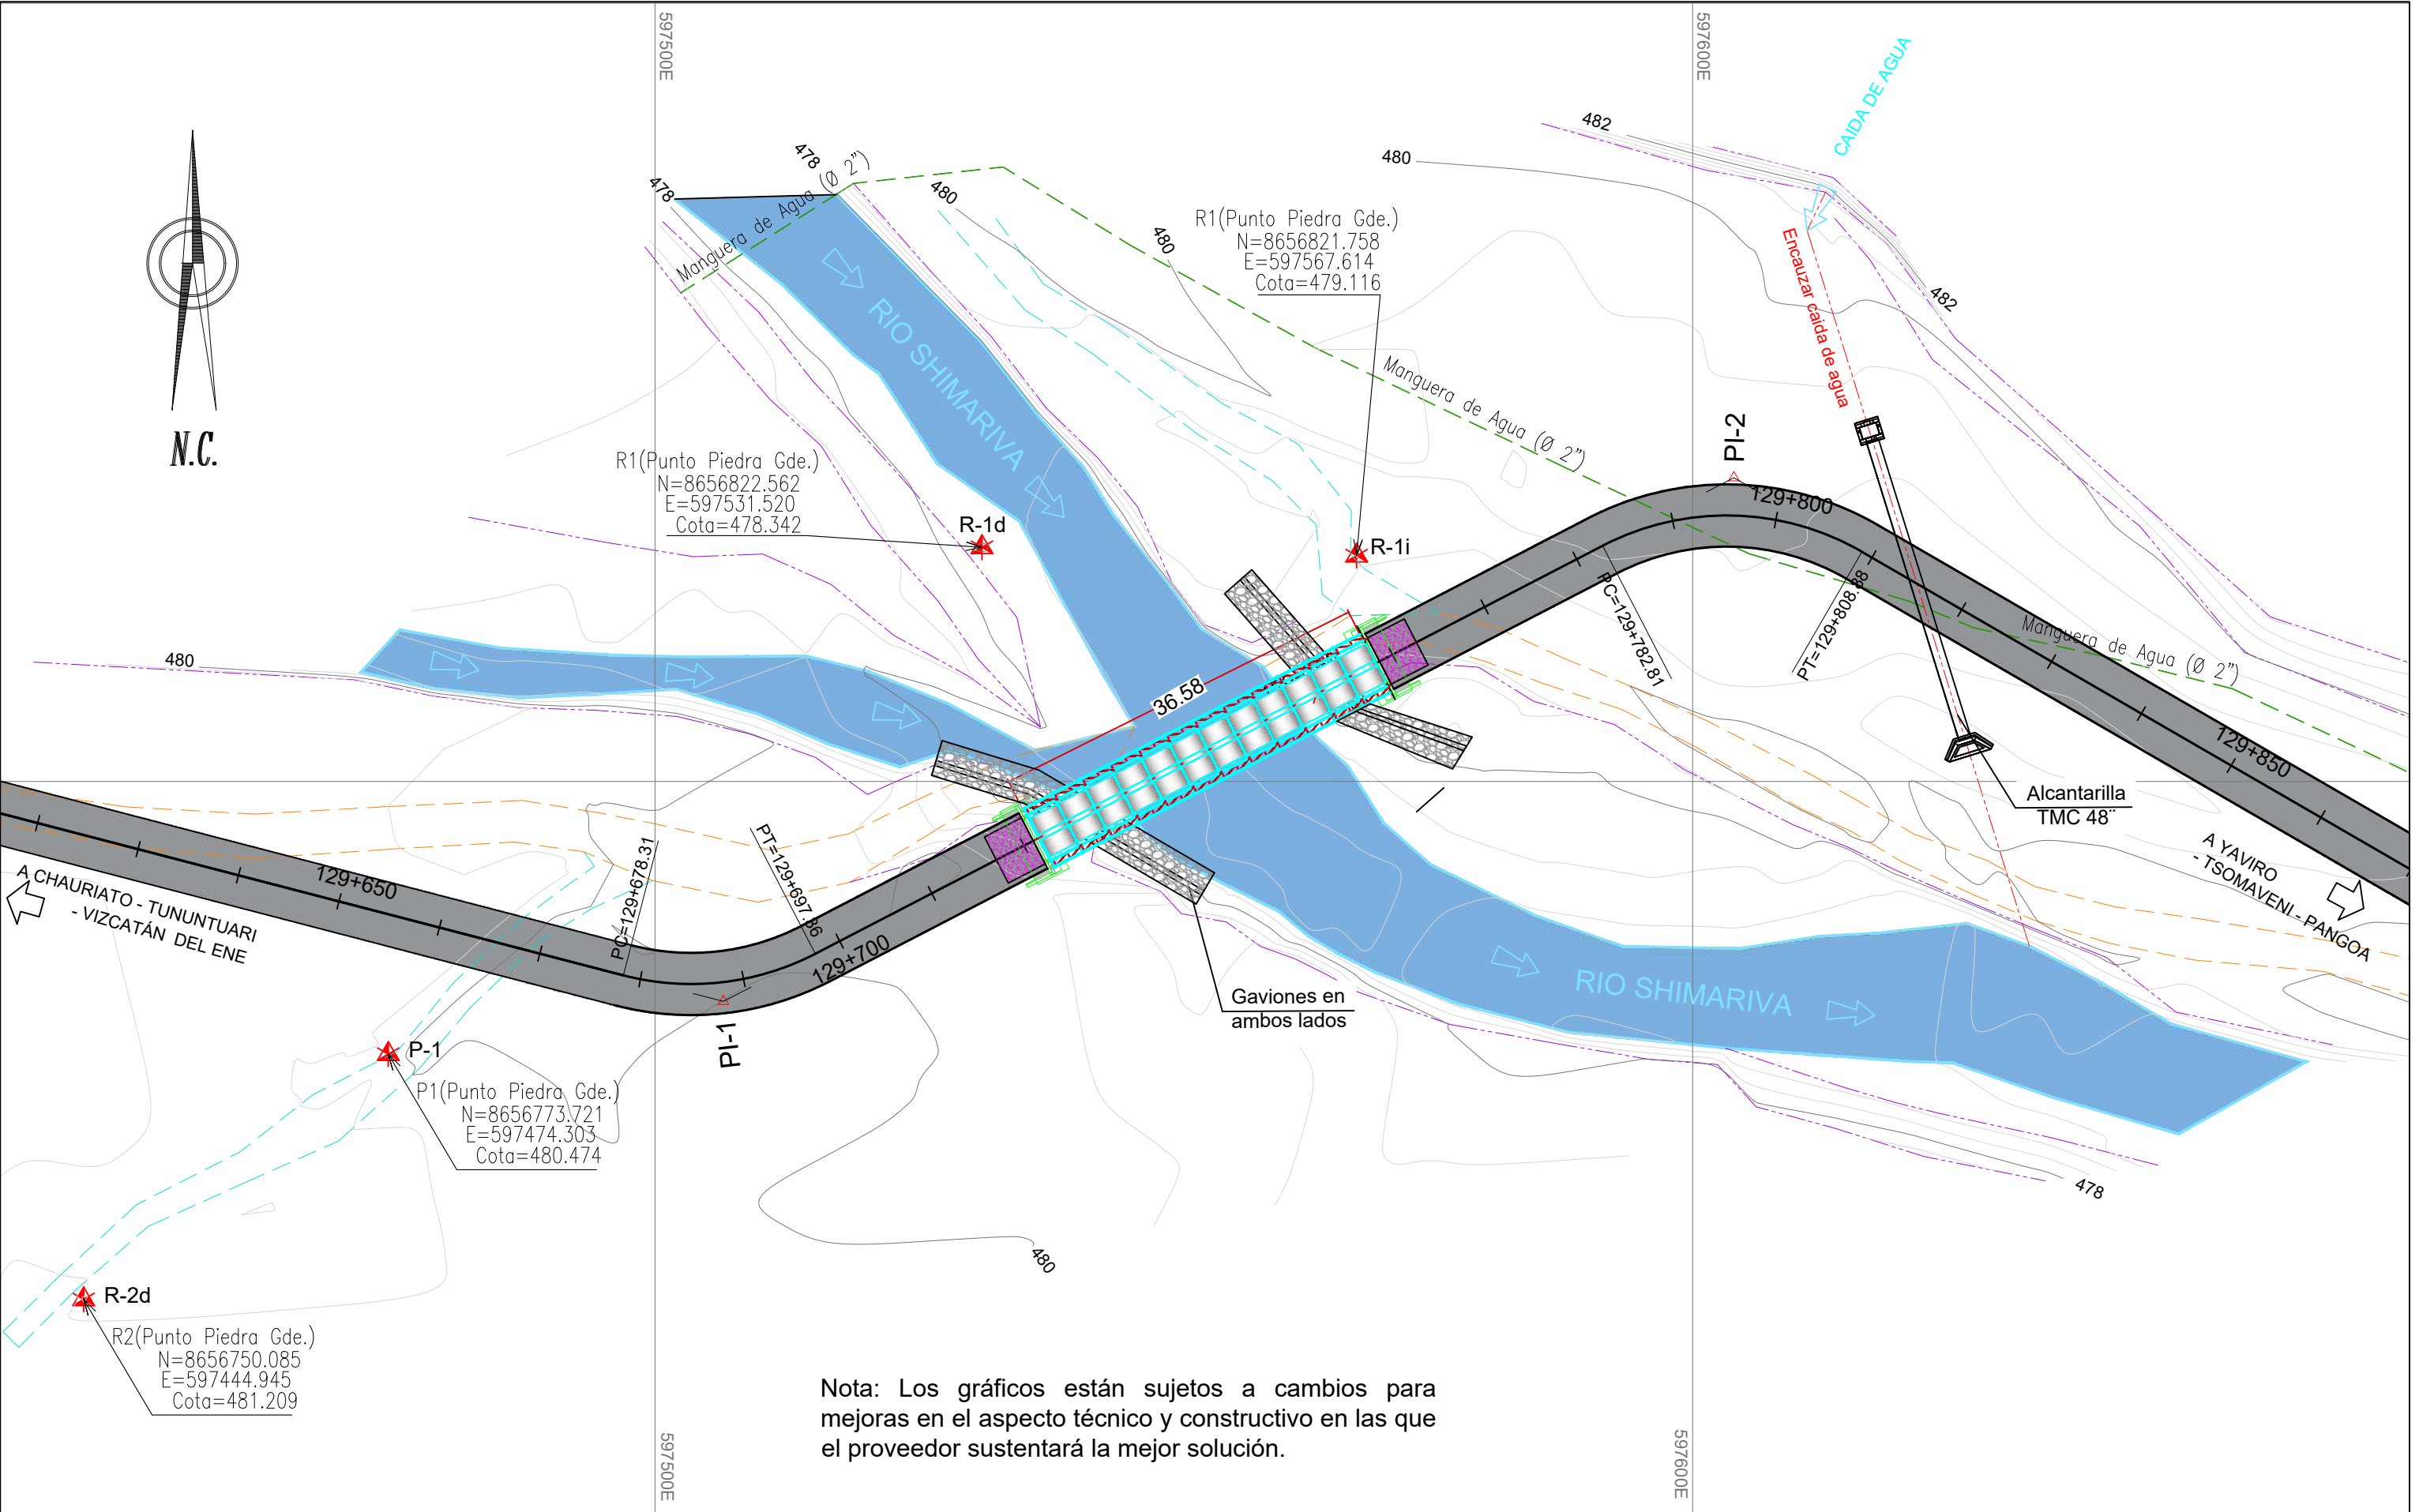 597500E
597600E
CAIDA DE AGUA
482
480
478
478
480
480
Manguera de Agua (Ø 2")
R1(Punto Piedra Gde.)
N=8656821.758
E=597567.614
Cota=479.116
Encauzar caida de agua
482
RIO SHIMARIVA
Manguera de Agua (Ø 2")
N.C.
PI-2
R1(Punto Piedra Gde.)
N=8656822.562
E=597531.520
Cota=478.342
R-1d
R-1i
129+800
PC=129+782.81
PT=129+808.88
Manguera de Agua (Ø 2")
480
36.58
129+850
Alcantarilla
TMC 48¨
A YAVIRO
- TSOMAVENI - PANGOA
A CHAURIATO - TUNUNTUARI
- VIZCATÁN DEL ENE
129+650
PC=129+678.31
PT=129+697.86
129+700
PI-1
Gaviones en
ambos lados
RIO SHIMARIVA
P-1
P1(Punto Piedra Gde.)
N=8656773.721
E=597474.303
Cota=480.474
478
480
R-2d
R2(Punto Piedra Gde.)
N=8656750.085
E=597444.945
Cota=481.209
Nota: Los gráficos están sujetos a cambios para
mejoras en el aspecto técnico y constructivo en las que
el proveedor sustentará la mejor solución.
597500E
597600E